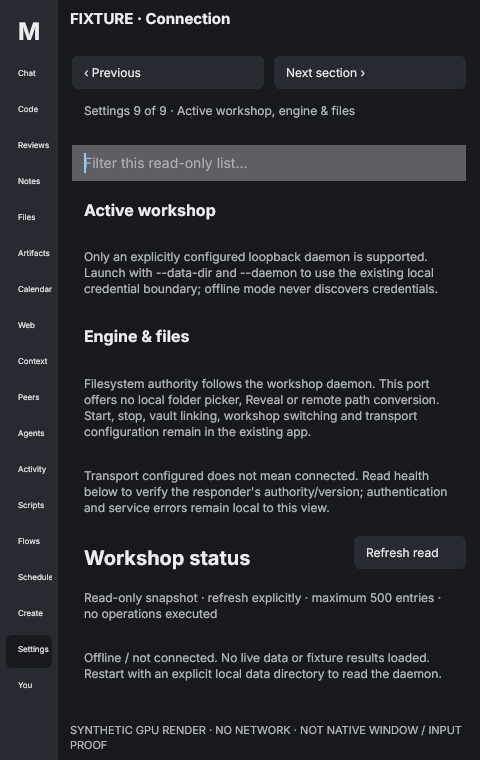 M
Chat
Code
Reviews
Notes
Files
Artifacts
Calendar
Web
Context
Peers
Agents
Activity
Scripts
Flows
Schedule
Create
Settings
You
FIXTURE · Connection
‹ Previous
Next section ›
Settings 9 of 9 · Active workshop, engine & files
Filter this read-only list...
Active workshop
Only an explicitly configured loopback daemon is supported.
Launch with --data-dir and --daemon to use the existing local
credential boundary; offline mode never discovers credentials.
Engine & files
Filesystem authority follows the workshop daemon. This port
offers no local folder picker, Reveal or remote path conversion.
Start, stop, vault linking, workshop switching and transport
configuration remain in the existing app.
Transport configured does not mean connected. Read health
below to verify the responder's authority/version; authentication
and service errors remain local to this view.
Workshop status
Refresh read
Read-only snapshot · refresh explicitly · maximum 500 entries ·
no operations executed
Offline / not connected. No live data or fixture results loaded.
Restart with an explicit local data directory to read the daemon.
SYNTHETIC GPU RENDER · NO NETWORK · NOT NATIVE WINDOW / INPUT
PROOF